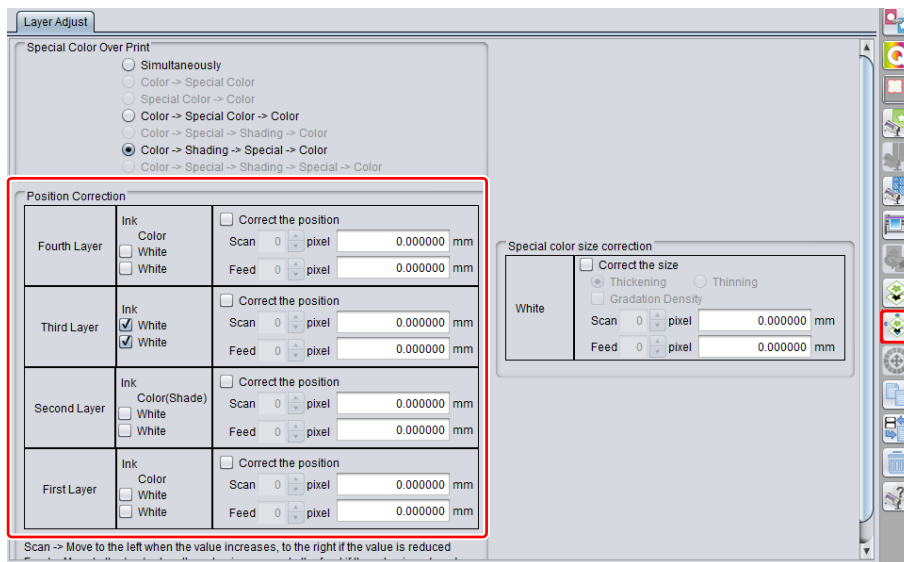 Layer Adjust
Special Color Over Print
Simultaneously
Color -> Special Color
Special Color -> Color
Color -> Special Color -> Color
Color -> Special -> Shading -> Color
Color -> Shading -> Special -> Color
Color -> Special -> Shading -> Special -> Color
Position Correction
Fourth Layer
Ink
Color
White
White
Correct the position
Scan 0 pixel 0.000000 mm
Feed 0 pixel 0.000000 mm
Third Layer
Ink
White
White
Correct the position
Scan 0 pixel 0.000000 mm
Feed 0 pixel 0.000000 mm
Second Layer
Ink
Color(Shade)
White
White
Correct the position
Scan 0 pixel 0.000000 mm
Feed 0 pixel 0.000000 mm
First Layer
Ink
Color
White
White
Correct the position
Scan 0 pixel 0.000000 mm
Feed 0 pixel 0.000000 mm
Scan -> Move to the left when the value increases, to the right if the value is reduced
Special color size correction
White
Correct the size
Thickening Thinning
Gradation Density
Scan 0 pixel 0.000000 mm
Feed 0 pixel 0.000000 mm